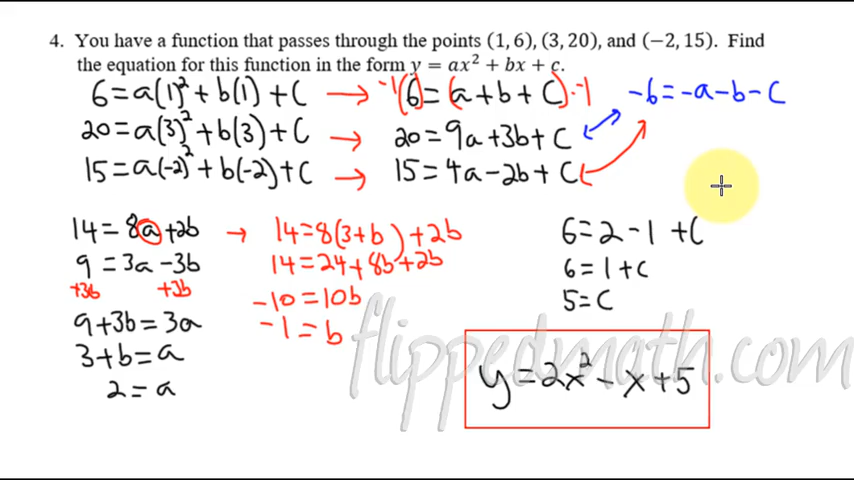 4. You have a function that passes through the points (1, 6), (3, 20), and (−2, 15). Find
the equation for this function in the form y = ax² + bx + c.
6 = a(1)² + b(1) + C → -1(6) = (a + b + C)·-1 -6 = -a - b - C
20 = a(3)² + b(3) + C → 20 = 9a + 3b + C
15 = a(-2)² + b(-2) + C → 15 = 4a - 2b + C
14 = 8a + 2b → 14 = 8(3 + b) + 2b
9 = 3a - 3b
+3b +3b
9 + 3b = 3a
3 + b = a
2 = a
14 = 24 + 8b + 2b
-10 = 10b
-1 = b
6 = 2 - 1 + C
6 = 1 + C
5 = C
y = 2x² - x + 5
flippedmath.com